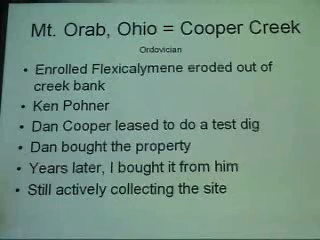 Mt. Orab, Ohio = Cooper Creek
Ordovician
• Enrolled Flexicalymene eroded out of
creek bank
• Ken Pohner
• Dan Cooper leased to do a test dig
• Dan bought the property
• Years later, I bought it from him
• Still actively collecting the site